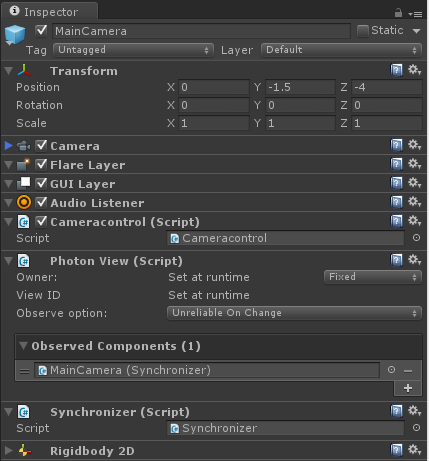 Inspector
MainCamera Static
Tag Untagged Layer Default
Transform
Position X 0 Y -1.5 Z -4
Rotation X 0 Y 0 Z 0
Scale X 1 Y 1 Z 1
Camera
Flare Layer
GUI Layer
Audio Listener
Cameracontrol (Script)
Script Cameracontrol
Photon View (Script)
Owner: Set at runtime Fixed
View ID Set at runtime
Observe option: Unreliable On Change
Observed Components (1)
MainCamera (Synchronizer)
Synchronizer (Script)
Script Synchronizer
Rigidbody 2D